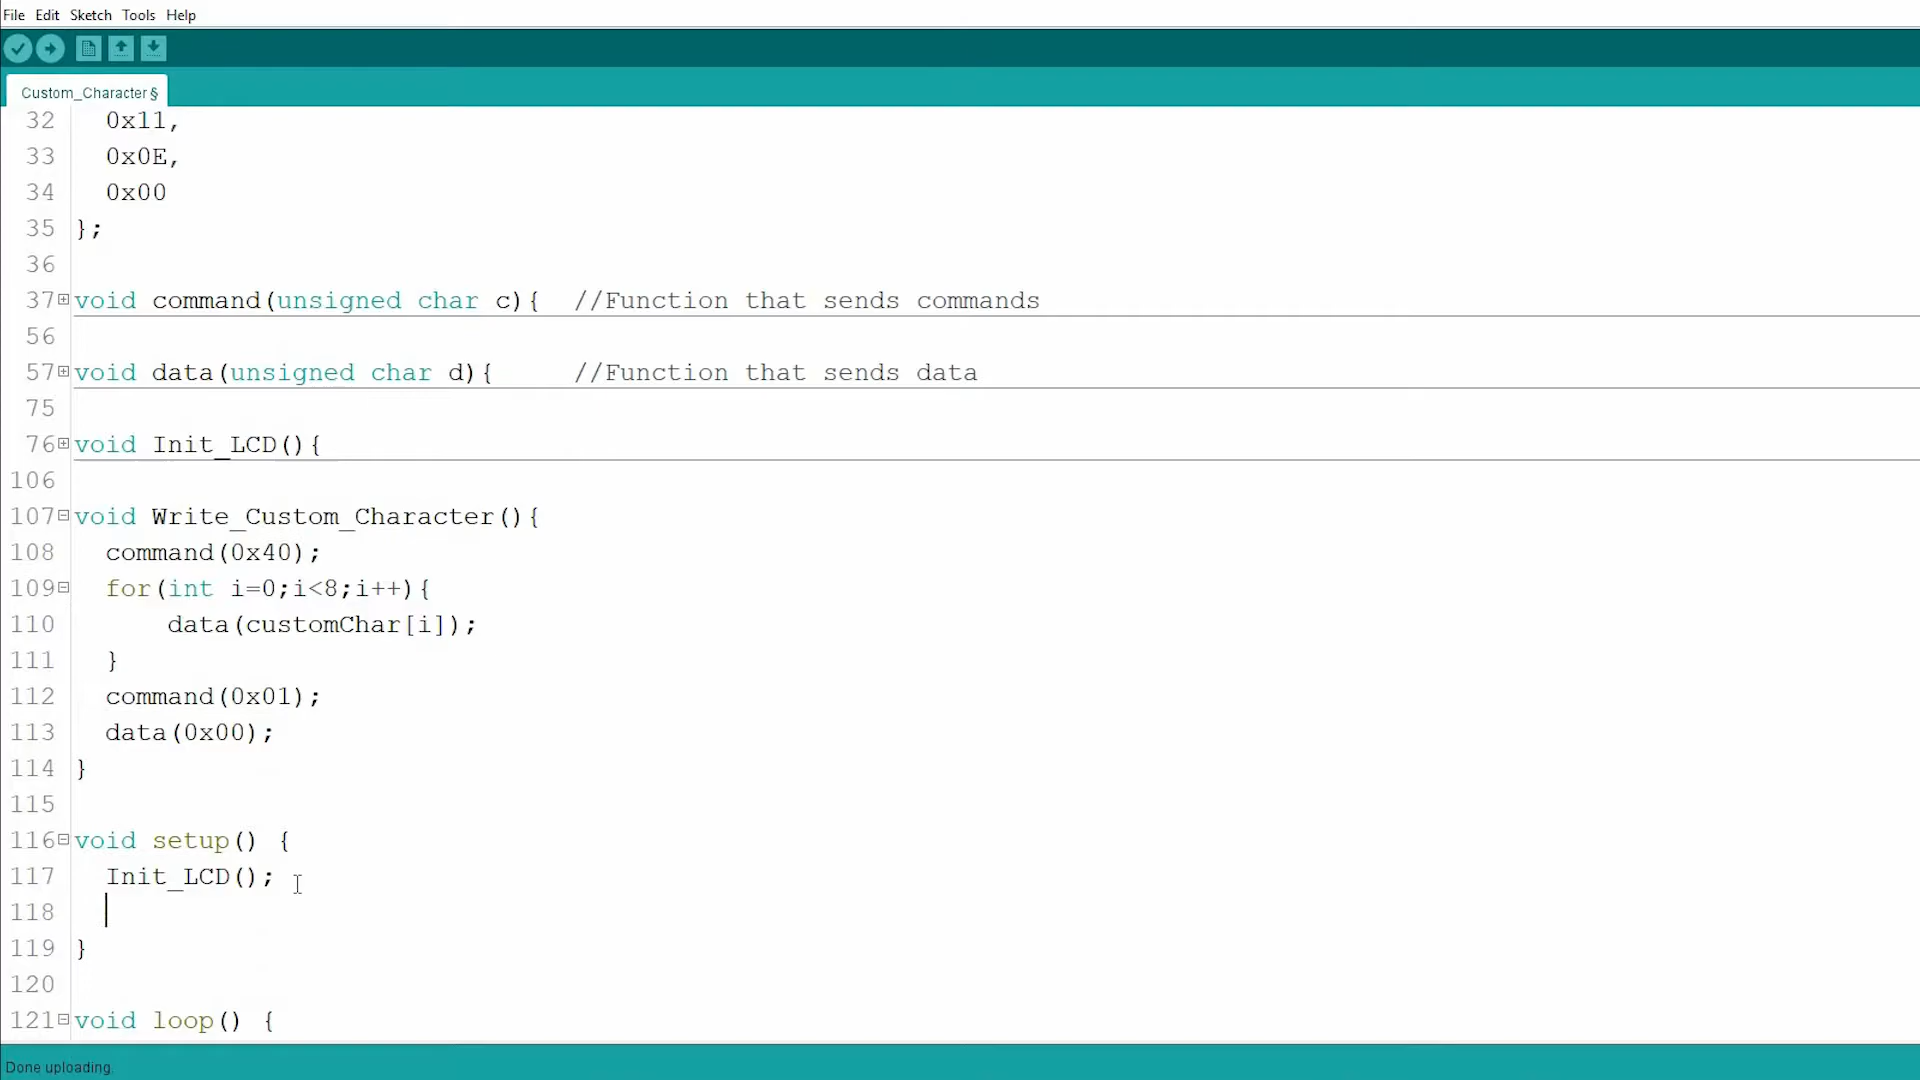 File Edit Sketch Tools Help
Custom_Character §
32 0x11,
33 0x0E,
34 0x00
35 };
36
37 void command(unsigned char c){ //Function that sends commands
56
57 void data(unsigned char d){ //Function that sends data
75
76 void Init_LCD(){
106
107 void Write_Custom_Character(){
108 command(0x40);
109 for(int i=0;i<8;i++){
110 data(customChar[i]);
111 }
112 command(0x01);
113 data(0x00);
114 }
115
116 void setup() {
117 Init_LCD();
118
119 }
120
121 void loop() {
Done uploading.